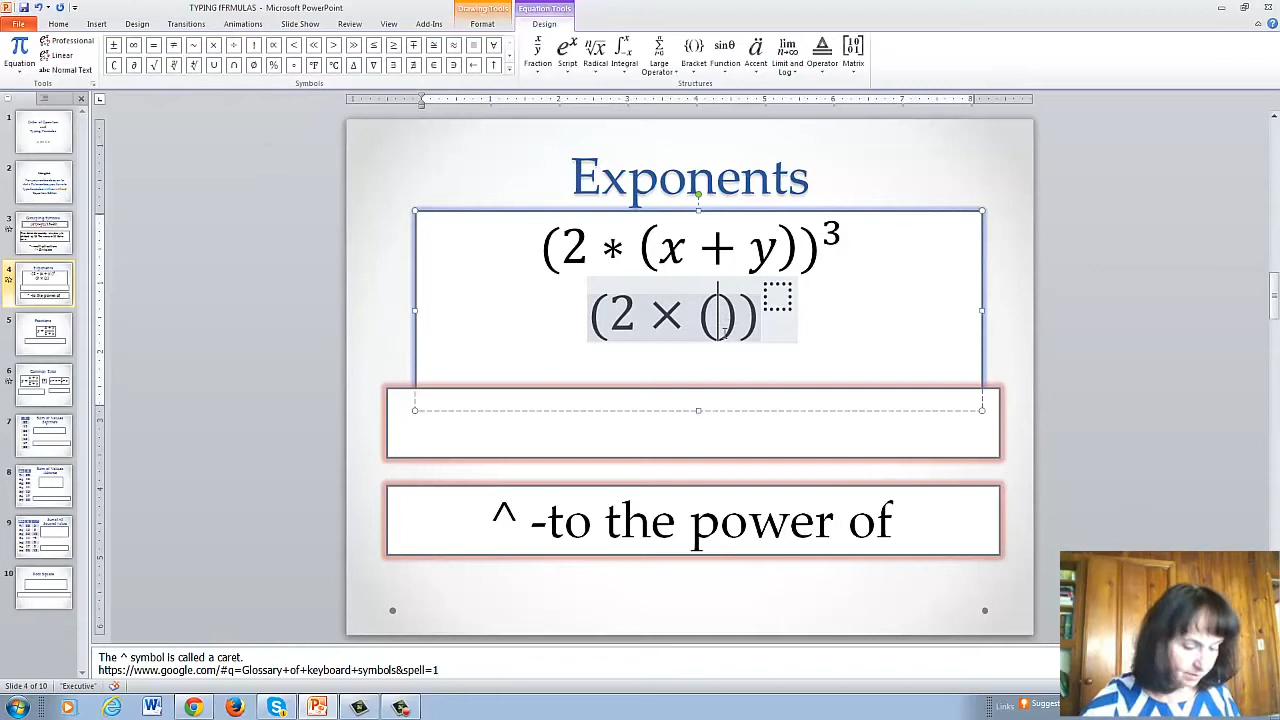 TYPING fFRMULAS - Microsoft PowerPoint
Drawing Tools
Equation Tools
File
Home
Insert
Design
Transitions
Animations
Slide Show
Review
View
Add-Ins
Format
Design
Equation
Professional
Linear
abc Normal Text
Tools
Fraction
Script
Radical
Integral
Large Operator
Bracket
Function
Accent
Limit and Log
Operator
Matrix
Symbols
Structures
Exponents
(2 ∗ (x + y))³
(2 × ())
^ -to the power of
The ^ symbol is called a caret.
https://www.google.com/#q=Glossary+of+keyboard+symbols&spell=1
Slide 4 of 10
"Executive"
Links
Suggest